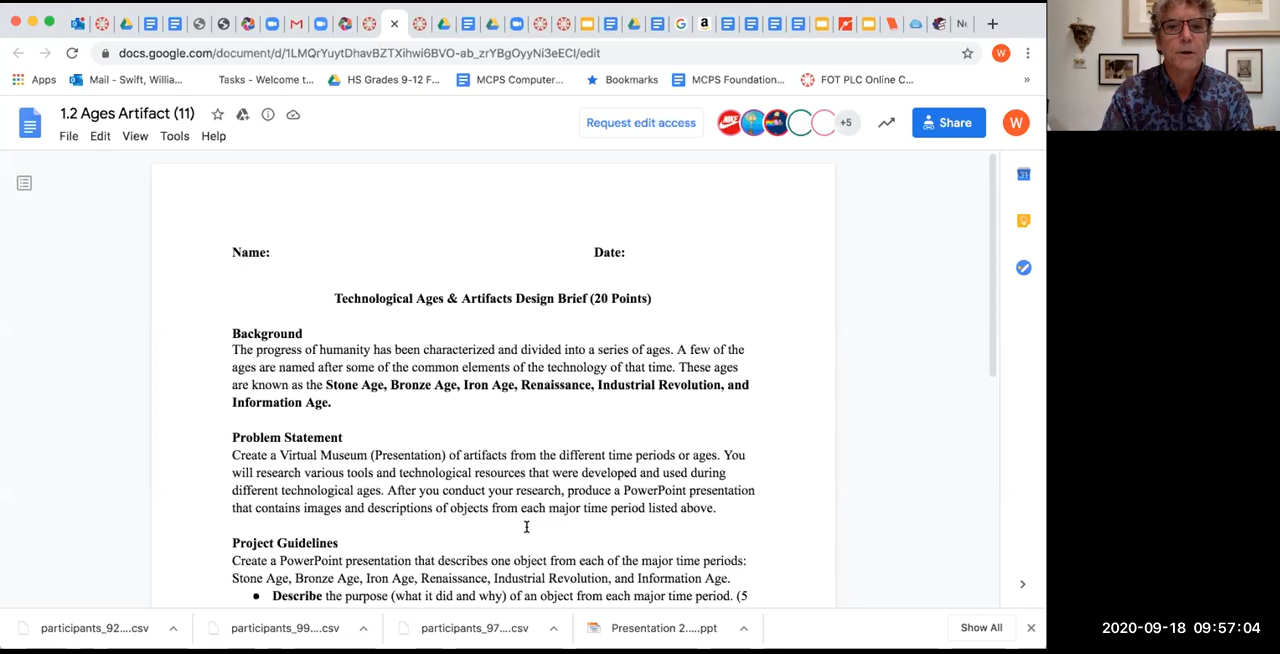 docs.google.com/document/d/1LMQrYuytDhavBZTXihwi6BVO-ab_zrYBgOyyNi3eECI/edit
W
Apps
Mail - Swift, Willia...
Tasks - Welcome t...
HS Grades 9-12 F...
MCPS Computer...
Bookmarks
MCPS Foundation...
FOT PLC Online C...
»
1.2 Ages Artifact (11)
File Edit View Tools Help
Request edit access
+5
Share
W
Name: Date:
Technological Ages & Artifacts Design Brief (20 Points)
Background
The progress of humanity has been characterized and divided into a series of ages. A few of the
ages are named after some of the common elements of the technology of that time. These ages
are known as the Stone Age, Bronze Age, Iron Age, Renaissance, Industrial Revolution, and
Information Age.
Problem Statement
Create a Virtual Museum (Presentation) of artifacts from the different time periods or ages. You
will research various tools and technological resources that were developed and used during
different technological ages. After you conduct your research, produce a PowerPoint presentation
that contains images and descriptions of objects from each major time period listed above.
Project Guidelines
Create a PowerPoint presentation that describes one object from each of the major time periods:
Stone Age, Bronze Age, Iron Age, Renaissance, Industrial Revolution, and Information Age.
● Describe the purpose (what it did and why) of an object from each major time period. (5
participants_92....csv
participants_99....csv
participants_97....csv
Presentation 2.....ppt
Show All
2020-09-18 09:57:04